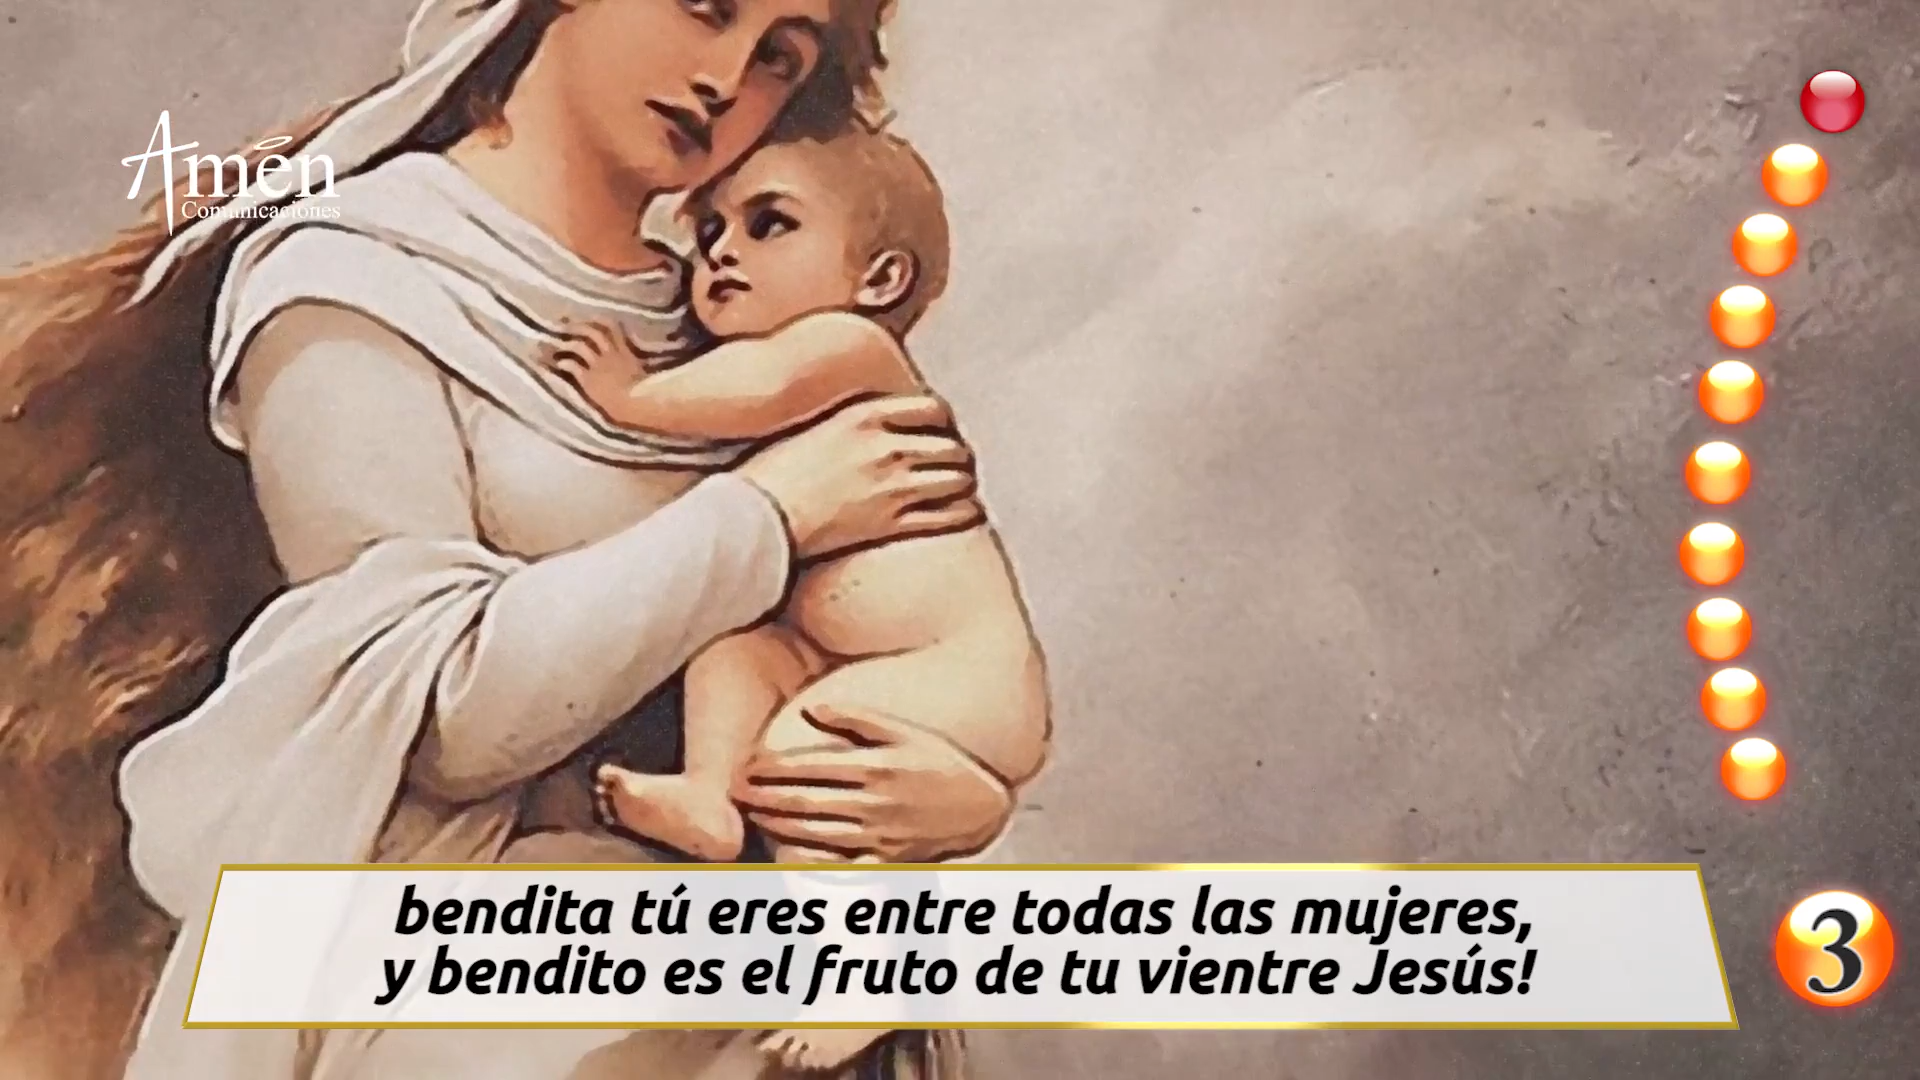 Amén
Comunicaciones
bendita tú eres entre todas las mujeres,
y bendito es el fruto de tu vientre Jesús!
3